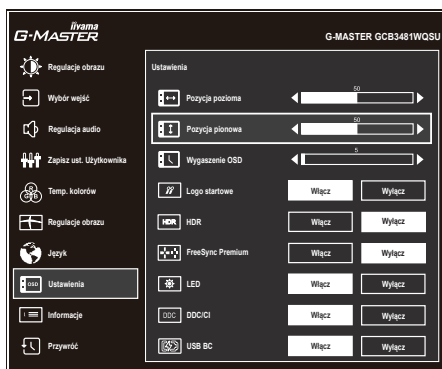 iiyama
G-MASTER
G-MASTER GCB3481WQSU
Regulacje obrazu
Wybór wejść
Regulacja audio
Zapisz ust. Użytkownika
Temp. kolorów
R
G B
Regulacje obrazu
Język
OSD
Ustawienia
Informacje
Przywróć
Ustawienia
Pozycja pozioma
50
Pozycja pionowa
50
Wygaszenie OSD
5
Logo startowe
Włącz
Wyłącz
HDR
HDR
Włącz
Wyłącz
FreeSync Premium
Włącz
Wyłącz
LED
Włącz
Wyłącz
DDC
DDC/CI
Włącz
Wyłącz
USB BC
Włącz
Wyłącz